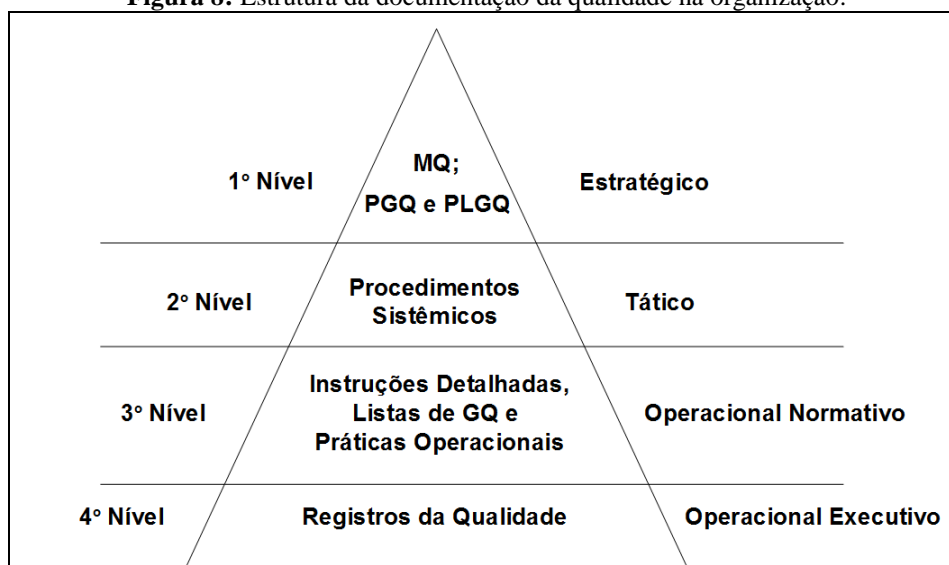 Figura 8: Estrutura da documentação da qualidade na organização.
1° Nível
MQ;
PGQ e PLGQ
Estratégico
2° Nível
Procedimentos
Sistêmicos
Tático
3° Nível
Instruções Detalhadas,
Listas de GQ e
Práticas Operacionais
Operacional Normativo
4° Nível
Registros da Qualidade
Operacional Executivo